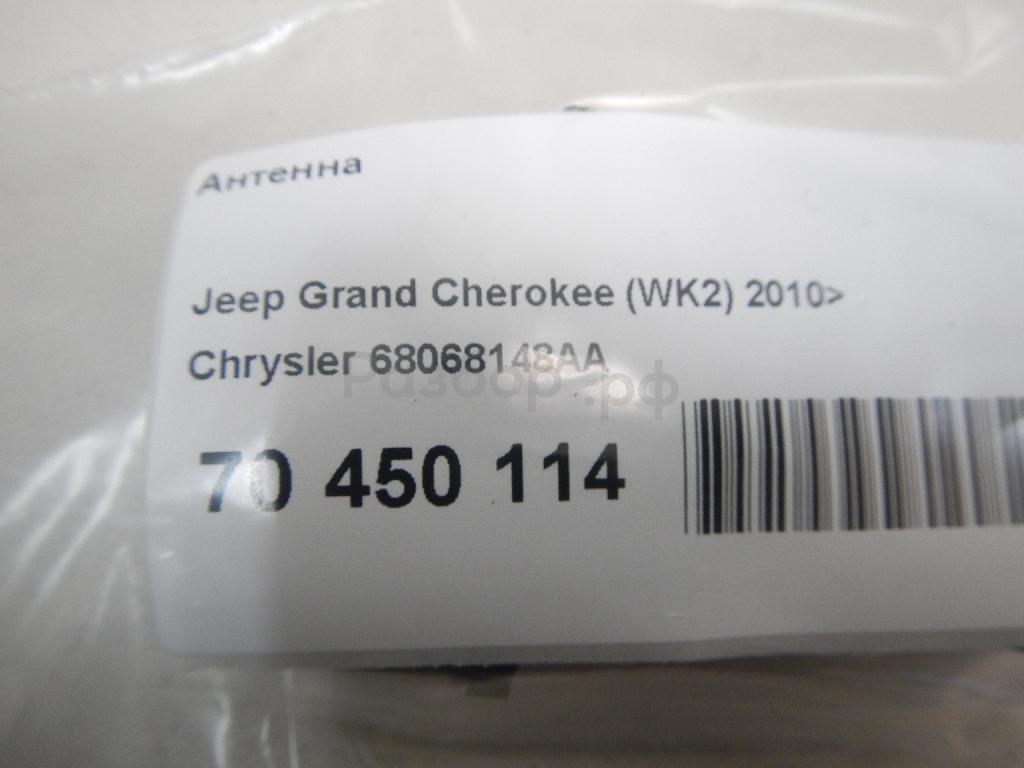 Антенна
Jeep Grand Cherokee (WK2) 2010>
Chrysler 68068148AA
Разбор.рф
70 450 114